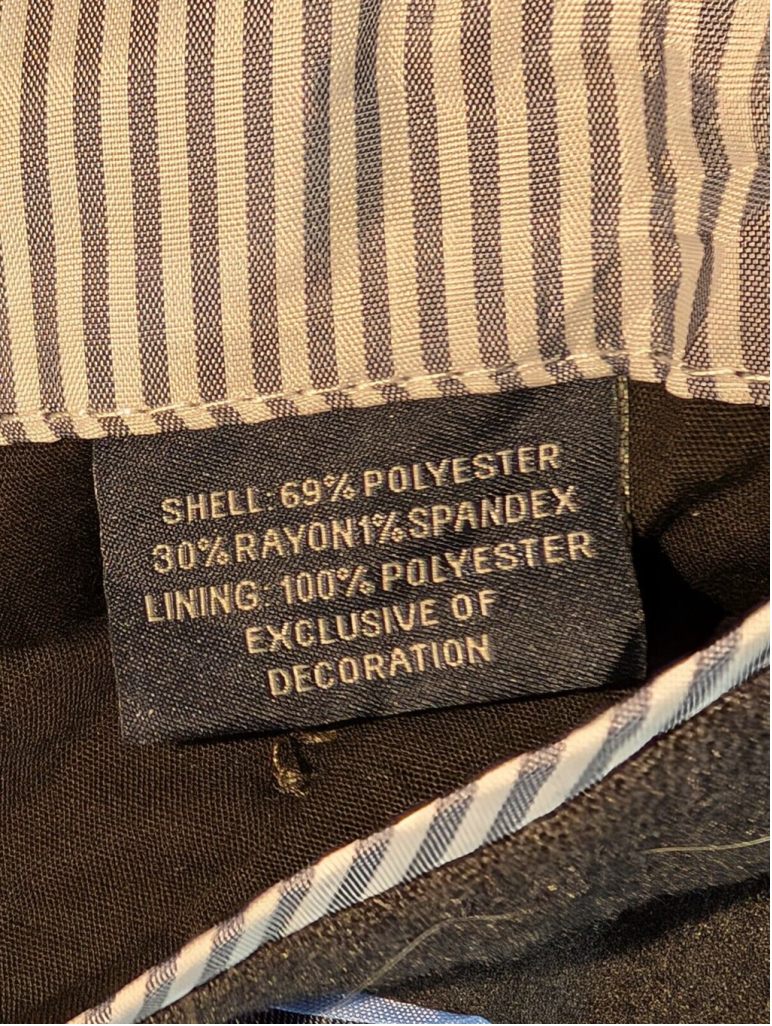 SHELL: 69% POLYESTER
30% RAYON 1% SPANDEX
LINING: 100% POLYESTER
EXCLUSIVE OF
DECORATION